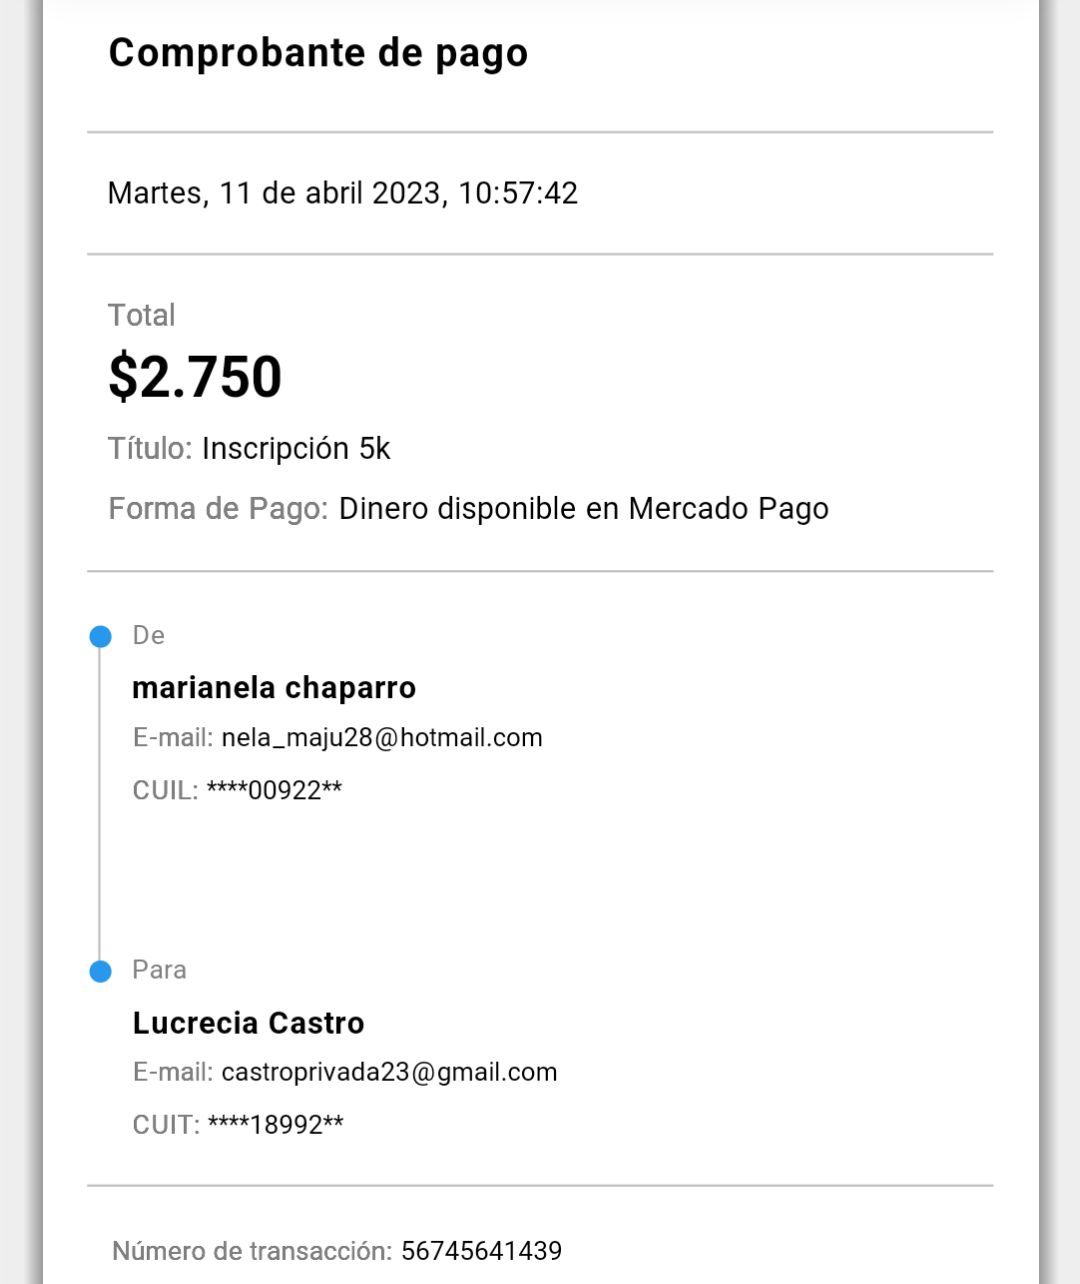 Comprobante de pago
Martes, 11 de abril 2023, 10:57:42
Total
$2.750
Título: Inscripción 5k
Forma de Pago: Dinero disponible en Mercado Pago
De
marianela chaparro
E-mail: nela_maju28@hotmail.com
CUIL: ****00922**
Para
Lucrecia Castro
E-mail: castroprivada23@gmail.com
CUIT: ****18992**
Número de transacción: 56745641439